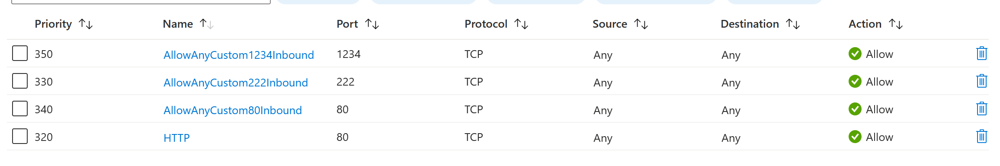 Priority Name Port Protocol Source Destination Action
350 AllowAnyCustom1234Inbound 1234 TCP Any Any Allow
330 AllowAnyCustom222Inbound 222 TCP Any Any Allow
340 AllowAnyCustom80Inbound 80 TCP Any Any Allow
320 HTTP 80 TCP Any Any Allow